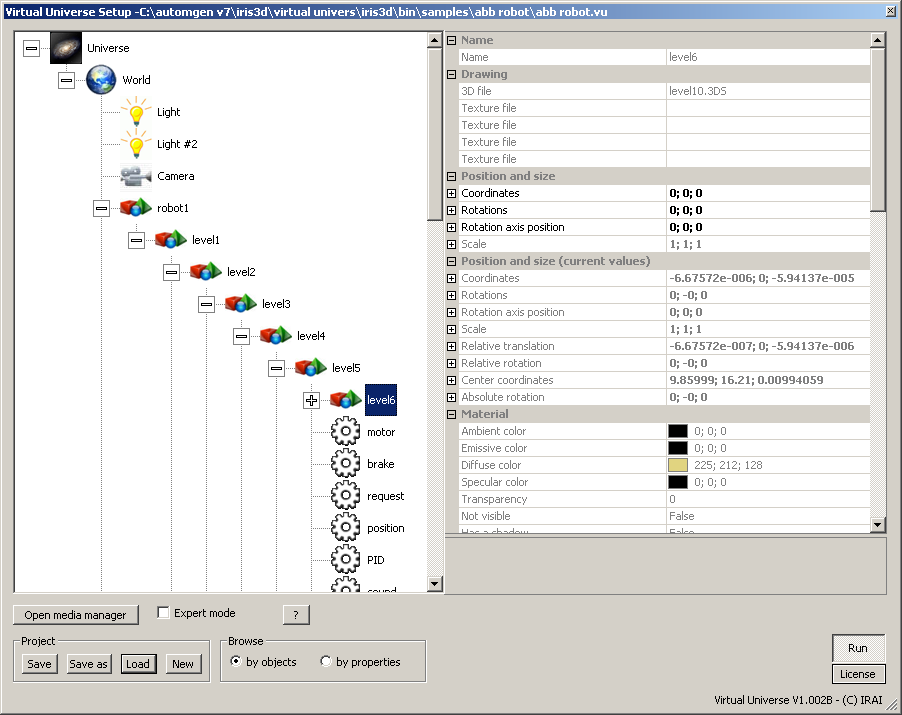 Virtual Universe Setup -C:\automgen v7\iris3d\virtual univers\iris3d\bin\samples\abb robot\abb robot.vu
Universe
World
Light
Light #2
Camera
robot1
level1
level2
level3
level4
level5
level6
motor
brake
request
position
PID
sound
Name
Name level6
Drawing
3D file level10.3DS
Texture file
Texture file
Texture file
Texture file
Position and size
Coordinates 0; 0; 0
Rotations 0; 0; 0
Rotation axis position 0; 0; 0
Scale 1; 1; 1
Position and size (current values)
Coordinates -6.67572e-006; 0; -5.94137e-005
Rotations 0; -0; 0
Rotation axis position 0; 0; 0
Scale 1; 1; 1
Relative translation -6.67572e-007; 0; -5.94137e-006
Relative rotation 0; -0; 0
Center coordinates 9.85999; 16.21; 0.00994059
Absolute rotation 0; -0; 0
Material
Ambient color 0; 0; 0
Emissive color 0; 0; 0
Diffuse color 225; 212; 128
Specular color 0; 0; 0
Transparency 0
Not visible False
Has a shadow False
Open media manager
Expert mode
?
Project
Save Save as Load New
Browse
by objects by properties
Run
License
Virtual Universe V1.002B - (C) IRAI